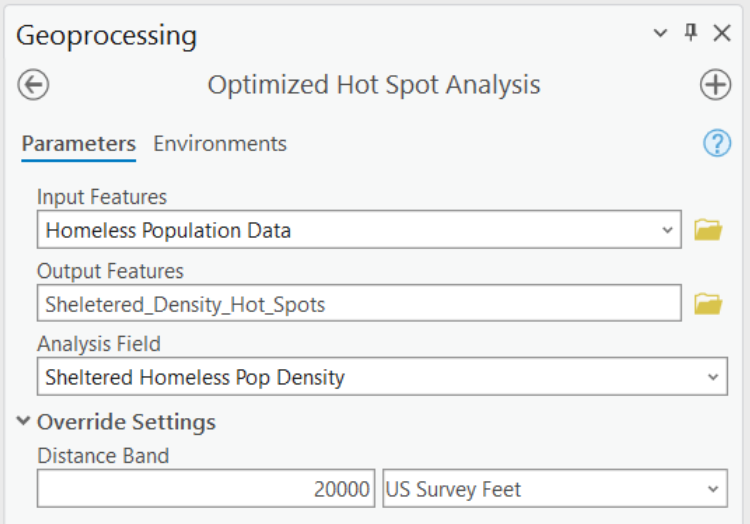 Geoprocessing
Optimized Hot Spot Analysis
Parameters Environments
?
Input Features
Homeless Population Data
Output Features
Sheletered_Density_Hot_Spots
Analysis Field
Sheltered Homeless Pop Density
Override Settings
Distance Band
20000 US Survey Feet